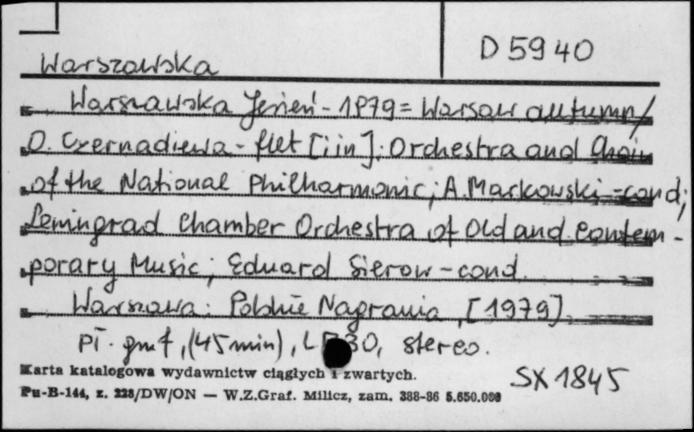 D 5940
Warszawska
Warszawska Jesień - 1979 = Warsaw autumn /
O. Czernadiewa - flet [i in]; Orchestra and Choir
of the National Philharmonic; A. Markowski - cond;
Leningrad Chamber Orchestra of Old and Contem-
porary Music; Eduard Sierow - cond.
Warszawa: Polskie Nagrania, [1979].
pł. gmf, (45 min), 30, stereo.
Karta katalogowa wydawnictw ciągłych i zwartych.
SX 1845
Pu-B-144, z. 228/DW/ON — W.Z.Graf. Milicz, zam. 388-86 5.650.000